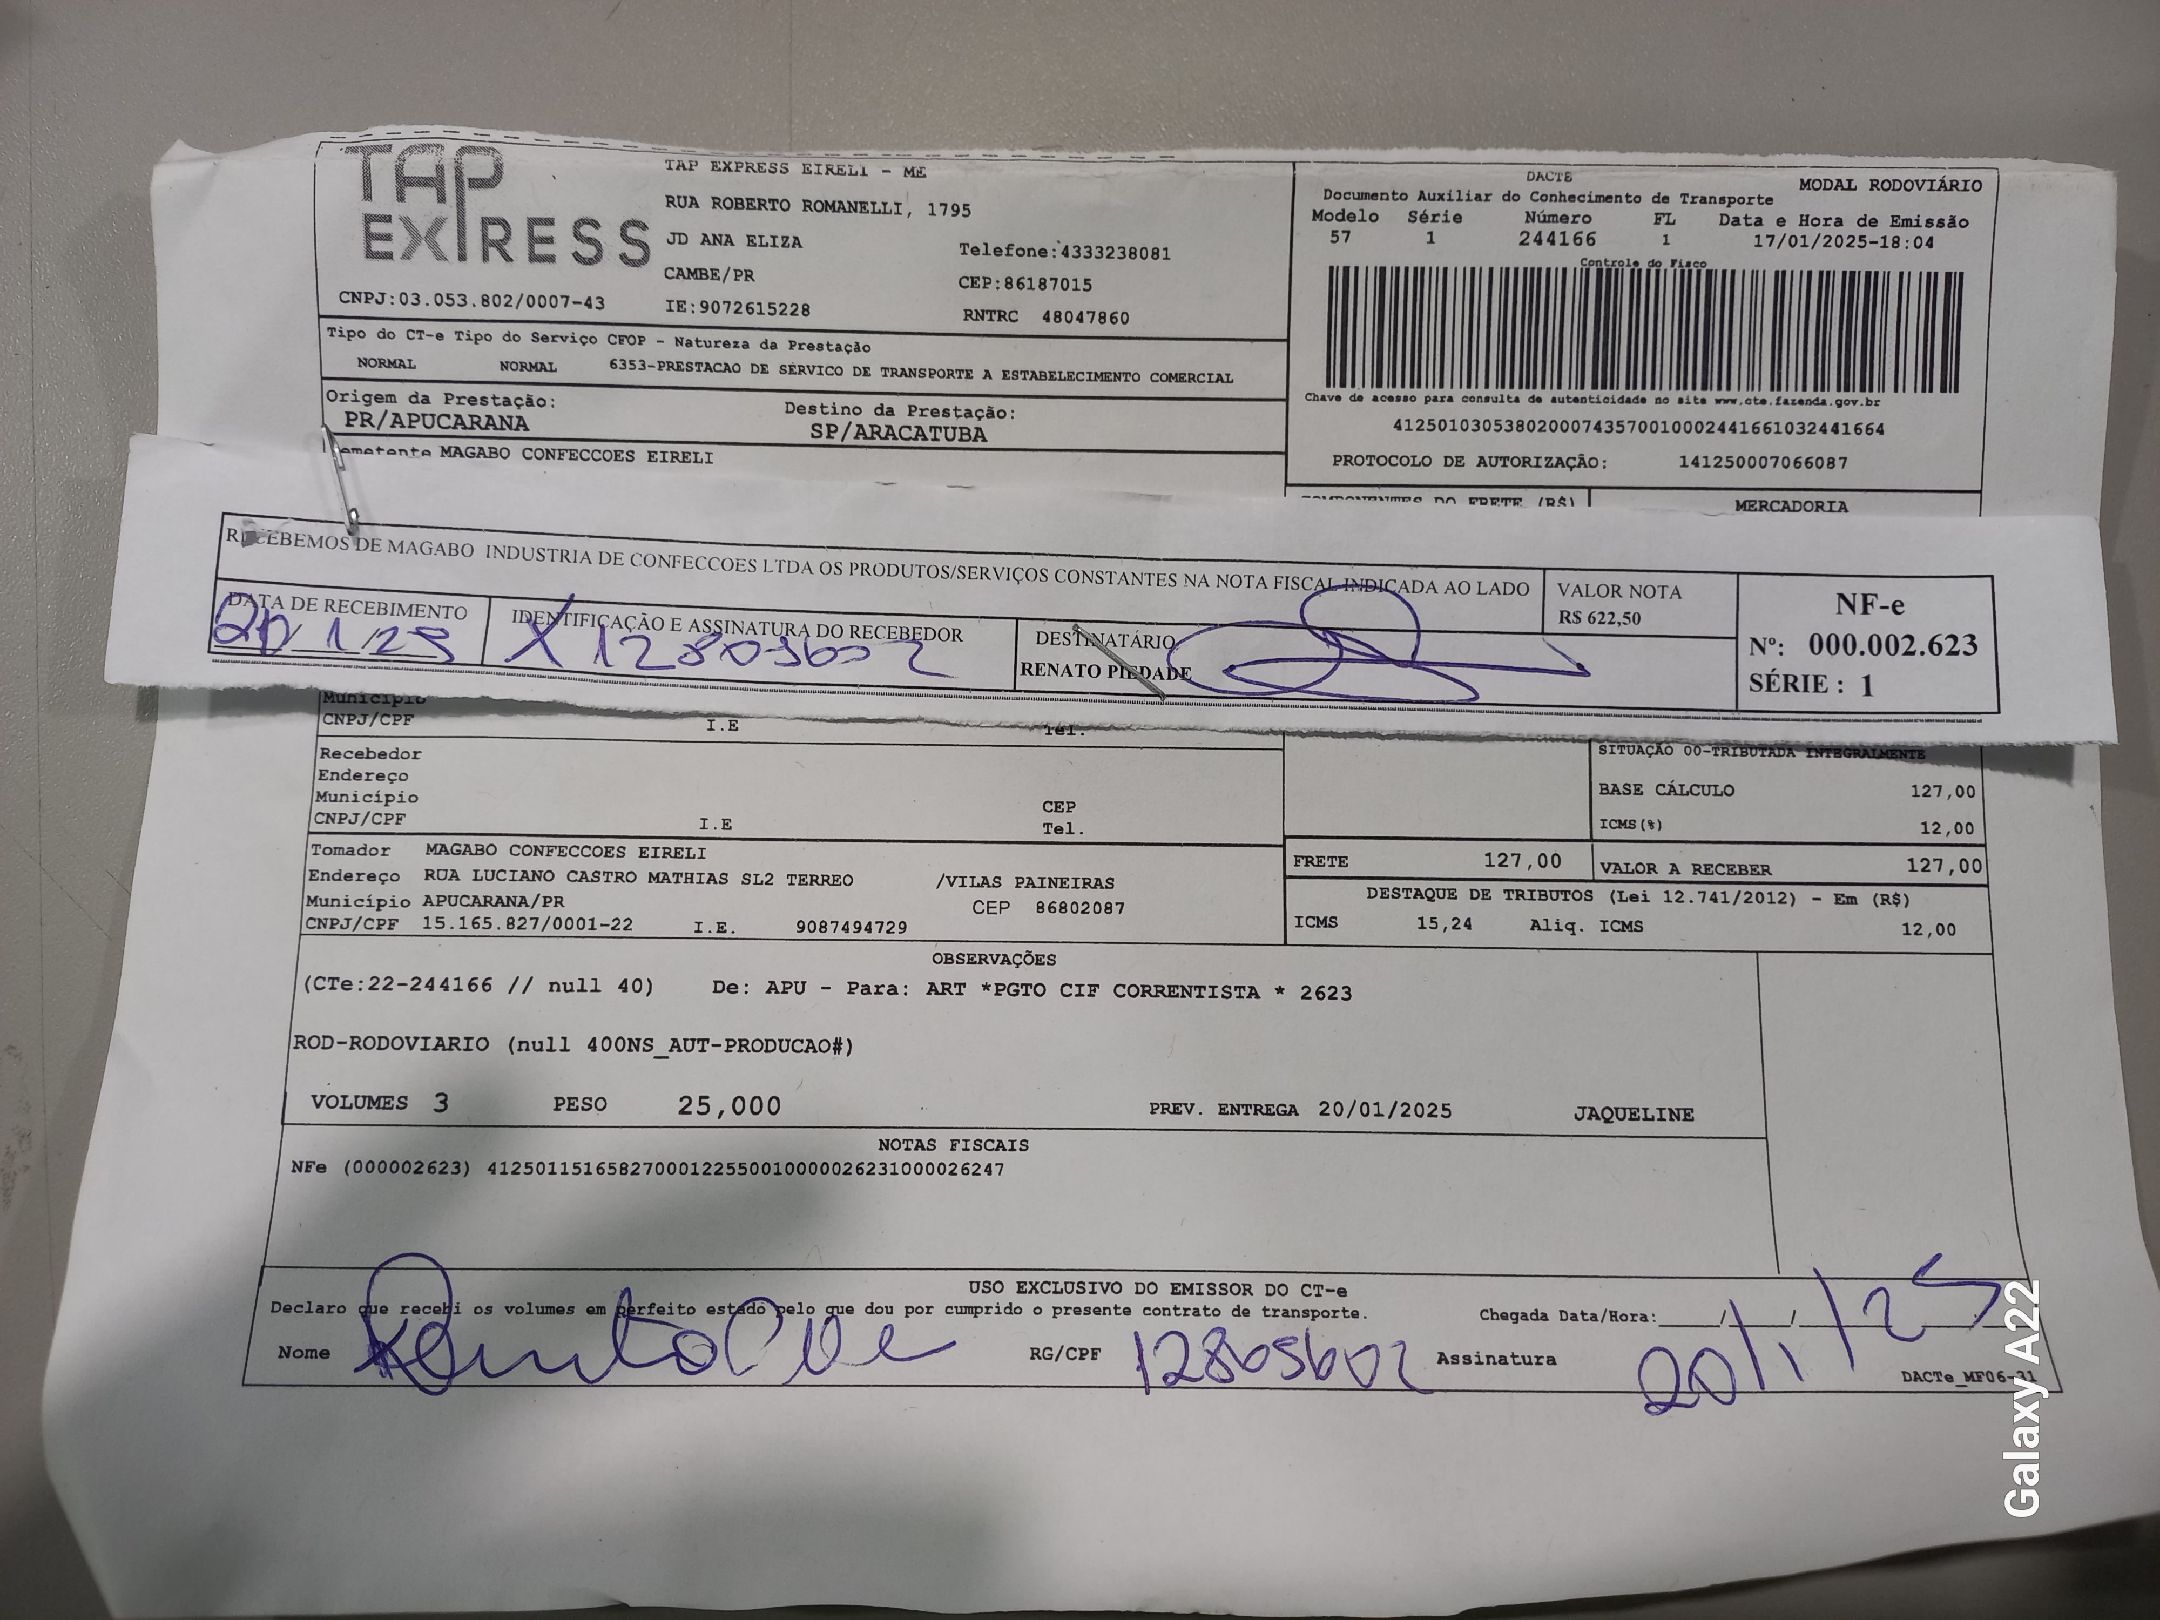 TAP
EXPRESS
CNPJ:03.053.802/0007-43
TAP EXPRESS EIRELI - ME
RUA ROBERTO ROMANELLI, 1795
JD ANA ELIZA
Telefone:4333238081
CAMBE/PR
CEP:86187015
IE:9072615228
RNTRC 48047860
DACTE
MODAL RODOVIÁRIO
Documento Auxiliar do Conhecimento de Transporte
Modelo Série Número FL Data e Hora de Emissão
57 1 244166 1 17/01/2025-18:04
Controle do Fisco
Chave de acesso para consulta de autenticidade no site www.cte.fazenda.gov.br
41250103053802000743570010002441661032441664
PROTOCOLO DE AUTORIZAÇÃO: 141250007066087
Tipo do CT-e Tipo do Serviço CFOP - Natureza da Prestação
NORMAL NORMAL 6353-PRESTACAO DE SERVICO DE TRANSPORTE A ESTABELECIMENTO COMERCIAL
Origem da Prestação: Destino da Prestação:
PR/APUCARANA SP/ARACATUBA
Remetente MAGABO CONFECCOES EIRELI
COMPONENTES DO FRETE (R$) MERCADORIA
RECEBEMOS DE MAGABO INDUSTRIA DE CONFECCOES LTDA OS PRODUTOS/SERVIÇOS CONSTANTES NA NOTA FISCAL INDICADA AO LADO
VALOR NOTA
R$ 622,50
DATA DE RECEBIMENTO
20/1/25
IDENTIFICAÇÃO E ASSINATURA DO RECEBEDOR
X 128056002
DESTINATÁRIO
RENATO PIEDADE
NF-e
Nº: 000.002.623
SÉRIE : 1
Município
CNPJ/CPF I.E Tel.
Recebedor
Endereço
Município CEP
CNPJ/CPF I.E Tel.
SITUAÇÃO 00-TRIBUTADA INTEGRALMENTE
BASE CÁLCULO 127,00
ICMS(%) 12,00
FRETE 127,00 VALOR A RECEBER 127,00
DESTAQUE DE TRIBUTOS (Lei 12.741/2012) - Em (R$)
ICMS 15,24 Aliq. ICMS 12,00
Tomador MAGABO CONFECCOES EIRELI
Endereço RUA LUCIANO CASTRO MATHIAS SL2 TERREO /VILAS PAINEIRAS
Município APUCARANA/PR CEP 86802087
CNPJ/CPF 15.165.827/0001-22 I.E. 9087494729
OBSERVAÇÕES
(CTe:22-244166 // null 40) De: APU - Para: ART *PGTO CIF CORRENTISTA * 2623
ROD-RODOVIARIO (null 400NS_AUT-PRODUCAO#)
VOLUMES 3 PESO 25,000 PREV. ENTREGA 20/01/2025 JAQUELINE
NOTAS FISCAIS
NFe (000002623) 41250115165827000122550010000026231000026247
USO EXCLUSIVO DO EMISSOR DO CT-e
Declaro que recebi os volumes em perfeito estado pelo que dou por cumprido o presente contrato de transporte. Chegada Data/Hora:_____/_____/_____
Nome RG/CPF 128056002 Assinatura 20/1/25
DACTe_MF06-31
Galaxy A22